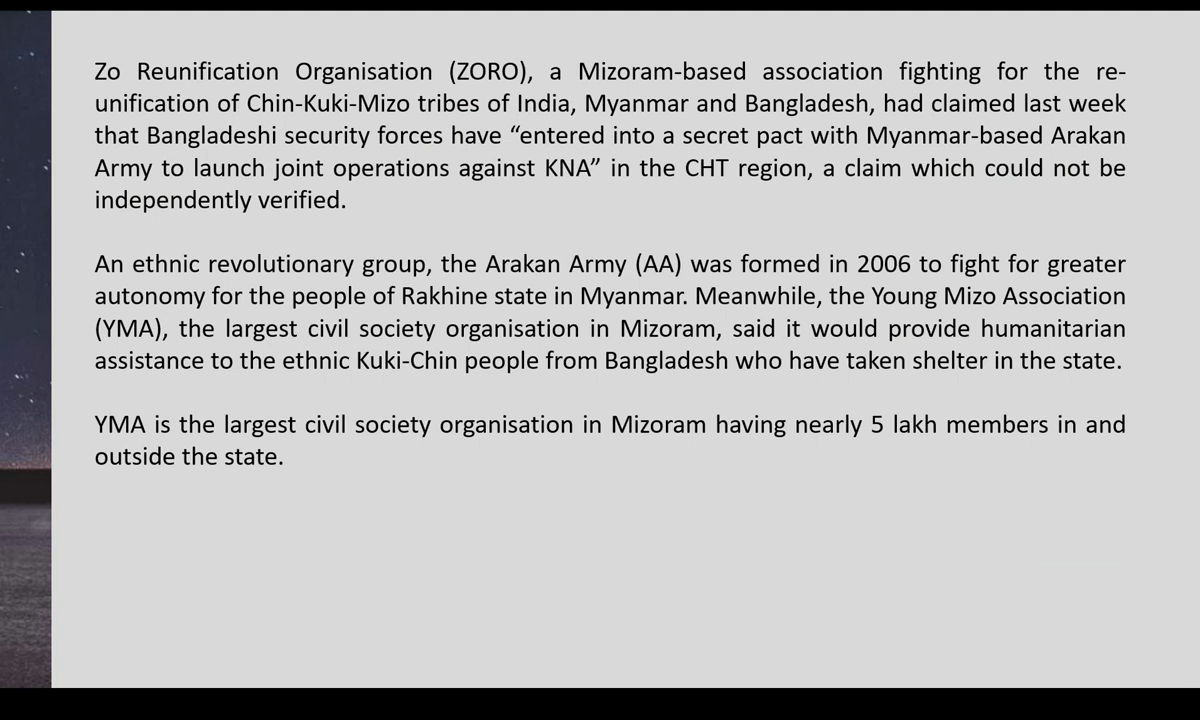 Zo Reunification Organisation (ZORO), a Mizoram-based association fighting for the re-
unification of Chin-Kuki-Mizo tribes of India, Myanmar and Bangladesh, had claimed last week
that Bangladeshi security forces have “entered into a secret pact with Myanmar-based Arakan
Army to launch joint operations against KNA” in the CHT region, a claim which could not be
independently verified.
An ethnic revolutionary group, the Arakan Army (AA) was formed in 2006 to fight for greater
autonomy for the people of Rakhine state in Myanmar. Meanwhile, the Young Mizo Association
(YMA), the largest civil society organisation in Mizoram, said it would provide humanitarian
assistance to the ethnic Kuki-Chin people from Bangladesh who have taken shelter in the state.
YMA is the largest civil society organisation in Mizoram having nearly 5 lakh members in and
outside the state.